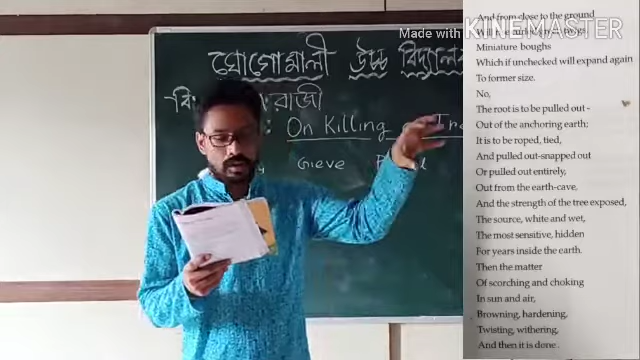 Made with KINEMASTER
ঘোগোমালী উচ্চ বিদ্যালয়
On Killing Tre
Gieve
And from close to the ground
Miniature boughs
Which if unchecked will expand again
To former size.
No,
The root is to be pulled out -
Out of the anchoring earth;
It is to be roped, tied,
And pulled out-snapped out
Or pulled out entirely,
Out from the earth-cave,
And the strength of the tree exposed,
The source, white and wet,
The most sensitive, hidden
For years inside the earth.
Then the matter
Of scorching and choking
In sun and air,
Browning, hardening,
Twisting, withering,
And then it is done.